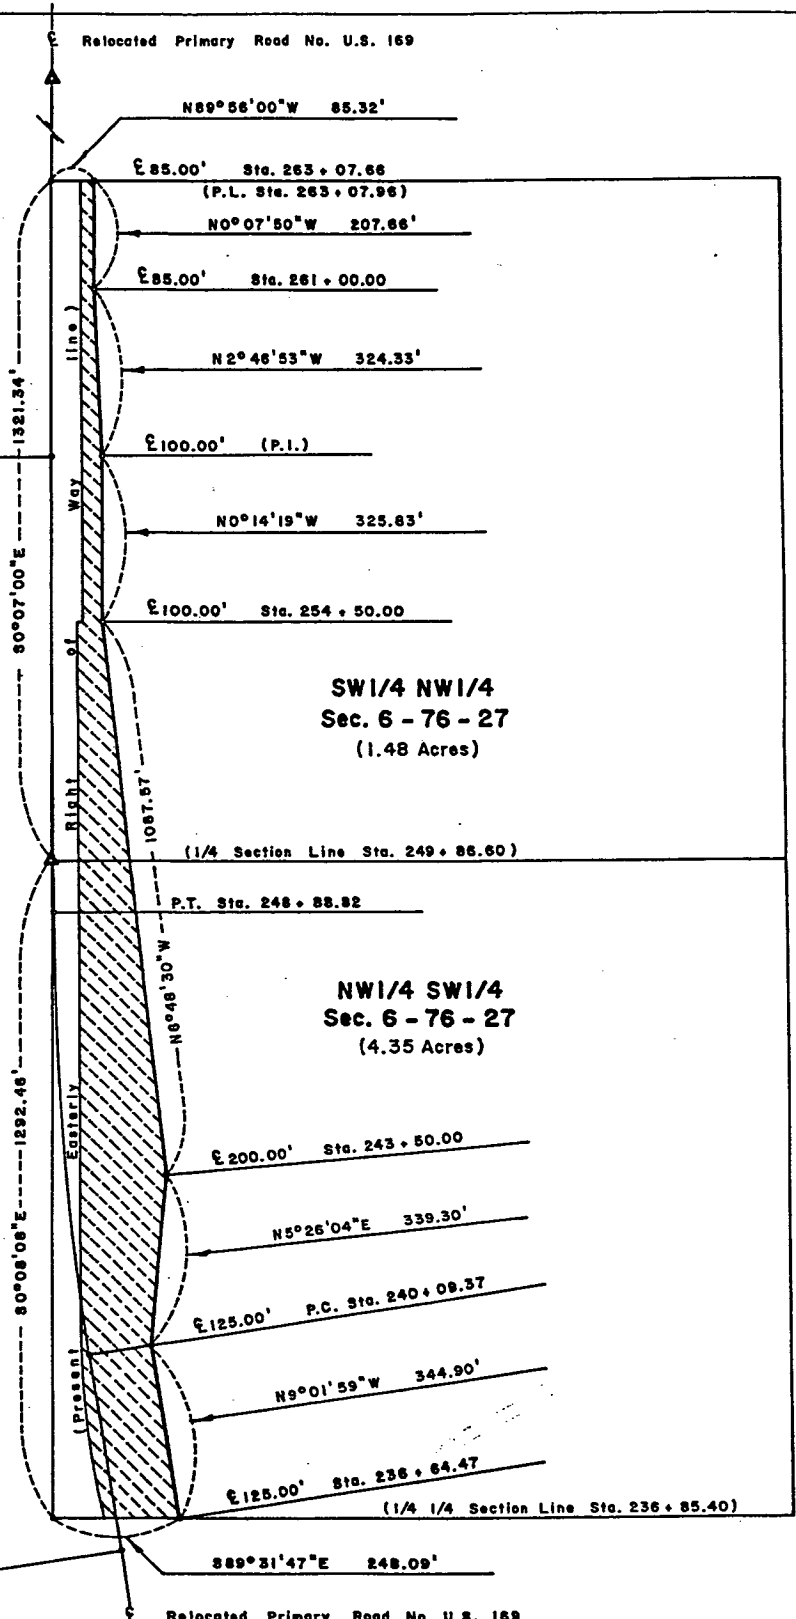 ℄ Relocated Primary Road No. U.S. 169
N89°56'00"W 85.32'
℄ 85.00' Sta. 263 + 07.66
(P.L. Sta. 263 + 07.96)
N0°07'50"W 207.66'
℄ 85.00' Sta. 261 + 00.00
N2°46'53"W 324.33'
℄ 100.00' (P.I.)
N0°14'19"W 325.83'
℄ 100.00' Sta. 254 + 50.00
S0°07'00"E 1321.34'
SW1/4 NW1/4
Sec. 6 - 76 - 27
(1.48 Acres)
(1/4 Section Line Sta. 249 + 86.60)
P.T. Sta. 248 + 88.82
N6°48'30"W 1087.57'
NW1/4 SW1/4
Sec. 6 - 76 - 27
(4.35 Acres)
℄ 200.00' Sta. 243 + 50.00
N5°26'04"E 339.30'
S0°08'08"E 1292.46'
℄ 125.00' P.C. Sta. 240 + 09.37
N9°01'59"W 344.90'
℄ 125.00' Sta. 236 + 64.47
(1/4 1/4 Section Line Sta. 236 + 85.40)
(Present Easterly Right of Way line)
S89°31'47"E 248.09'
℄ Relocated Primary Road No. U.S. 169